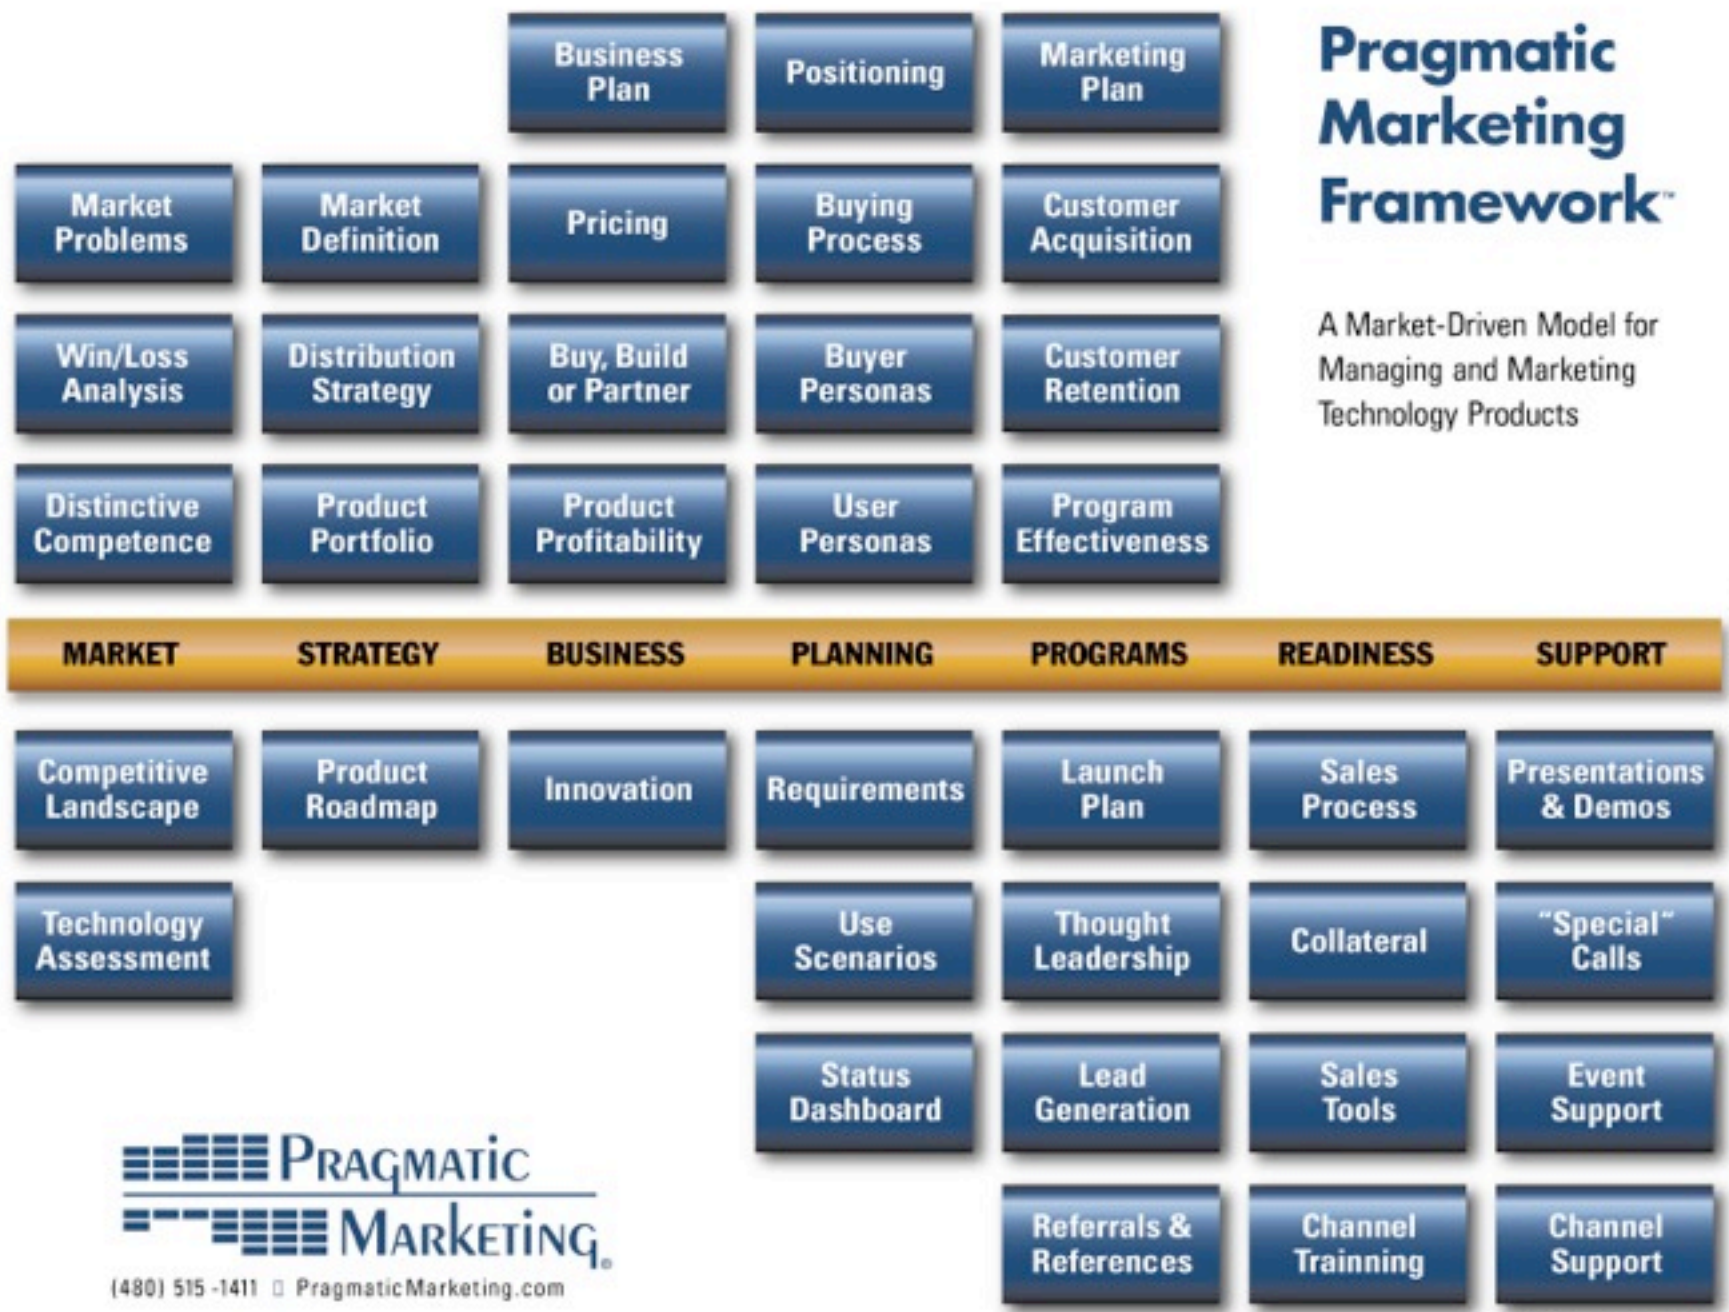 Business
Plan
Positioning
Marketing
Plan
Pragmatic
Marketing
Framework™
Market
Problems
Market
Definition
Pricing
Buying
Process
Customer
Acquisition
A Market-Driven Model for
Managing and Marketing
Technology Products
Win/Loss
Analysis
Distribution
Strategy
Buy, Build
or Partner
Buyer
Personas
Customer
Retention
Distinctive
Competence
Product
Portfolio
Product
Profitability
User
Personas
Program
Effectiveness
MARKET
STRATEGY
BUSINESS
PLANNING
PROGRAMS
READINESS
SUPPORT
Competitive
Landscape
Product
Roadmap
Innovation
Requirements
Launch
Plan
Sales
Process
Presentations
& Demos
Technology
Assessment
Use
Scenarios
Thought
Leadership
Collateral
“Special“
Calls
Status
Dashboard
Lead
Generation
Sales
Tools
Event
Support
Referrals &
References
Channel
Trainning
Channel
Support
PRAGMATiC
MARKETiNG®
(480) 515 -1411 ▯ PragmaticMarketing.com